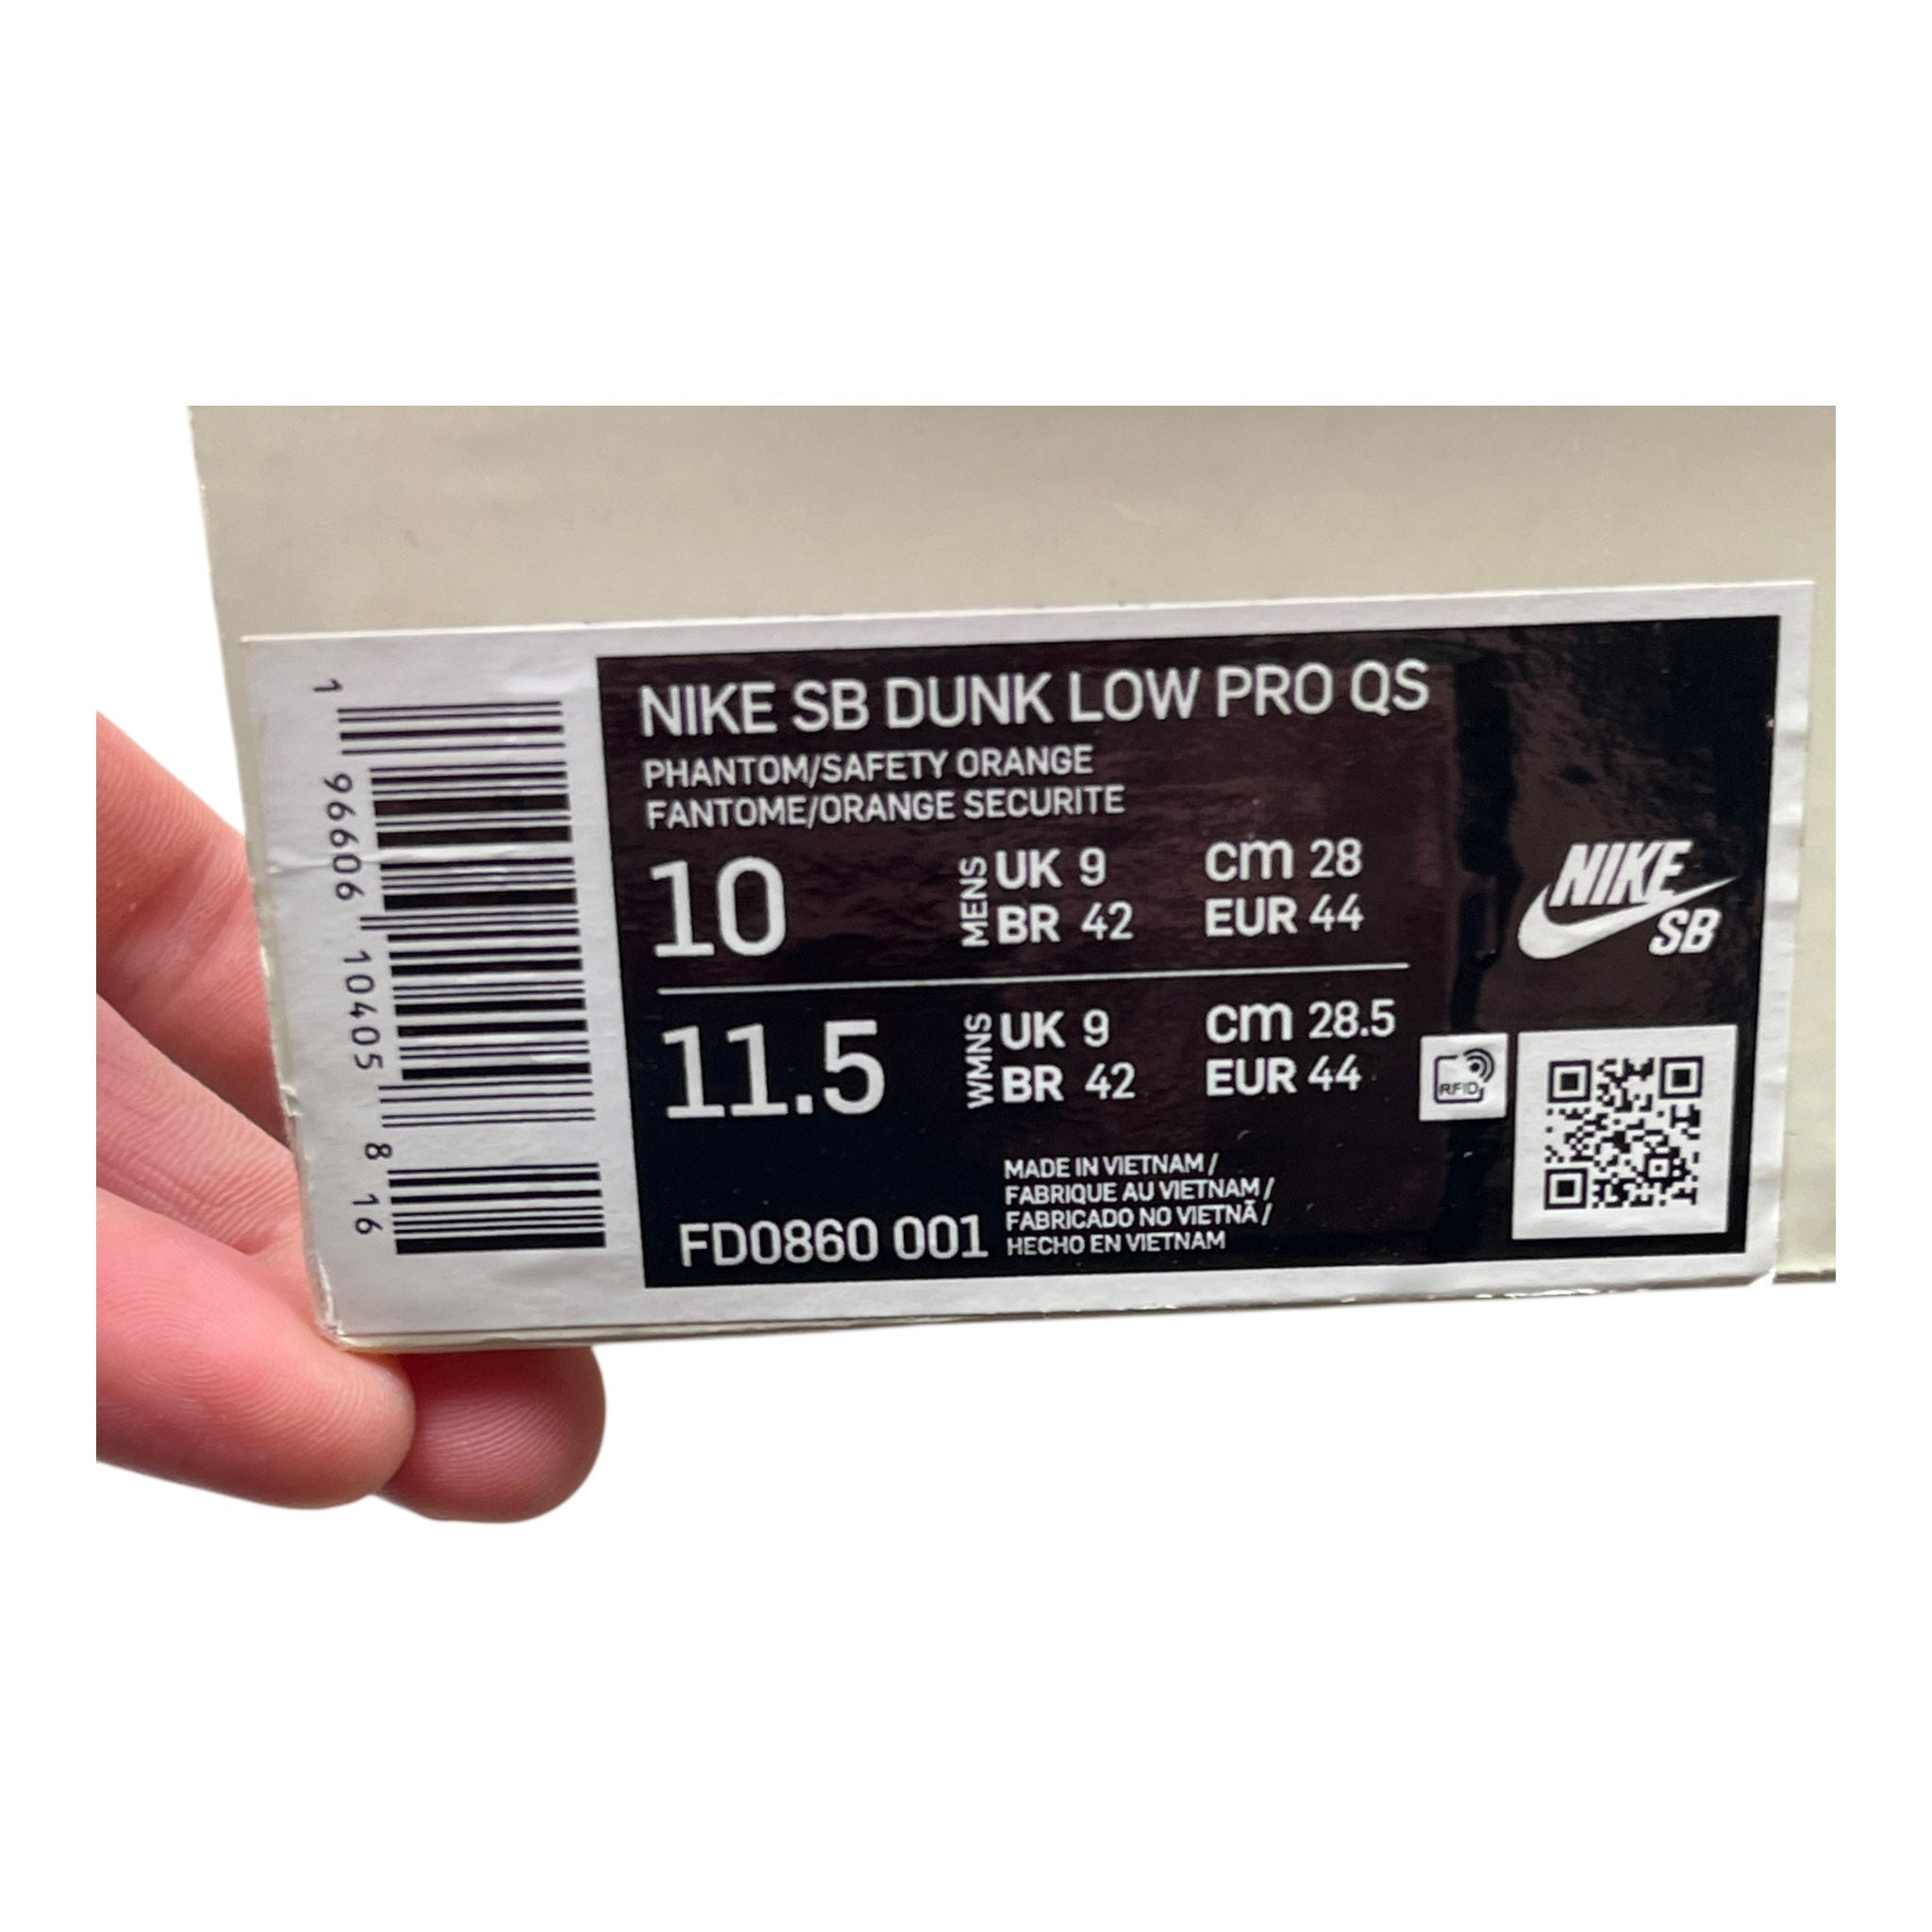 1 96606 10405 8 16
NIKE SB DUNK LOW PRO QS
PHANTOM/SAFETY ORANGE
FANTOME/ORANGE SECURITE
10 MENS UK 9 cm 28
BR 42 EUR 44
11.5 WMNS UK 9 cm 28.5
BR 42 EUR 44
NIKE
SB
RFID
MADE IN VIETNAM /
FABRIQUE AU VIETNAM /
FABRICADO NO VIETNÃ /
HECHO EN VIETNAM
FD0860 001